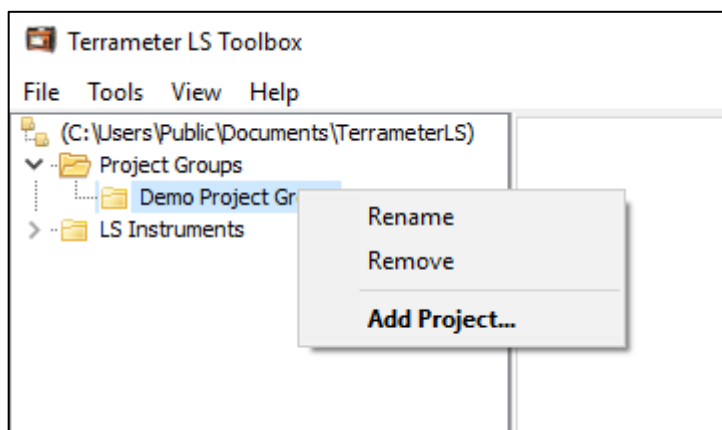 Terrameter LS Toolbox
File Tools View Help
(C:\Users\Public\Documents\TerrameterLS)
Project Groups
Demo Project Gr
LS Instruments
Rename
Remove
Add Project...